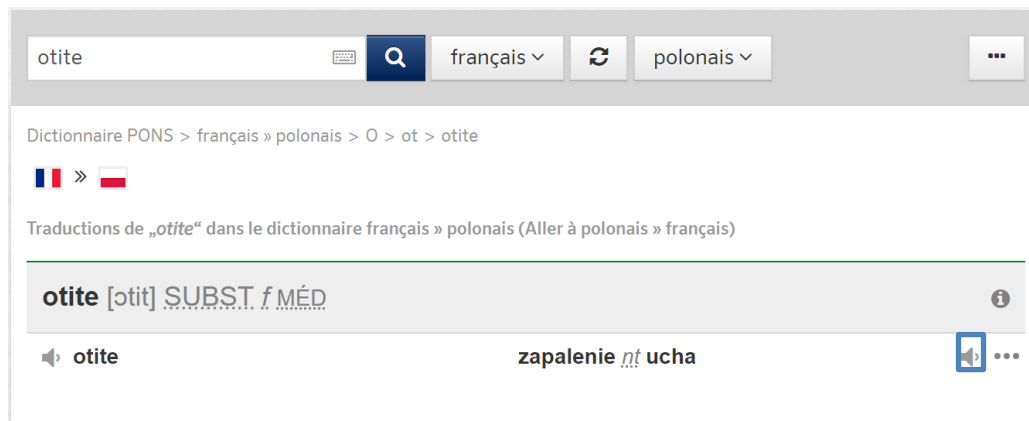 otite français polonais
Dictionnaire PONS > français » polonais > O > ot > otite
»
Traductions de „otite“ dans le dictionnaire français » polonais (Aller à polonais » français)
otite [ɔtit] SUBST f MÉD
otite zapalenie nt ucha